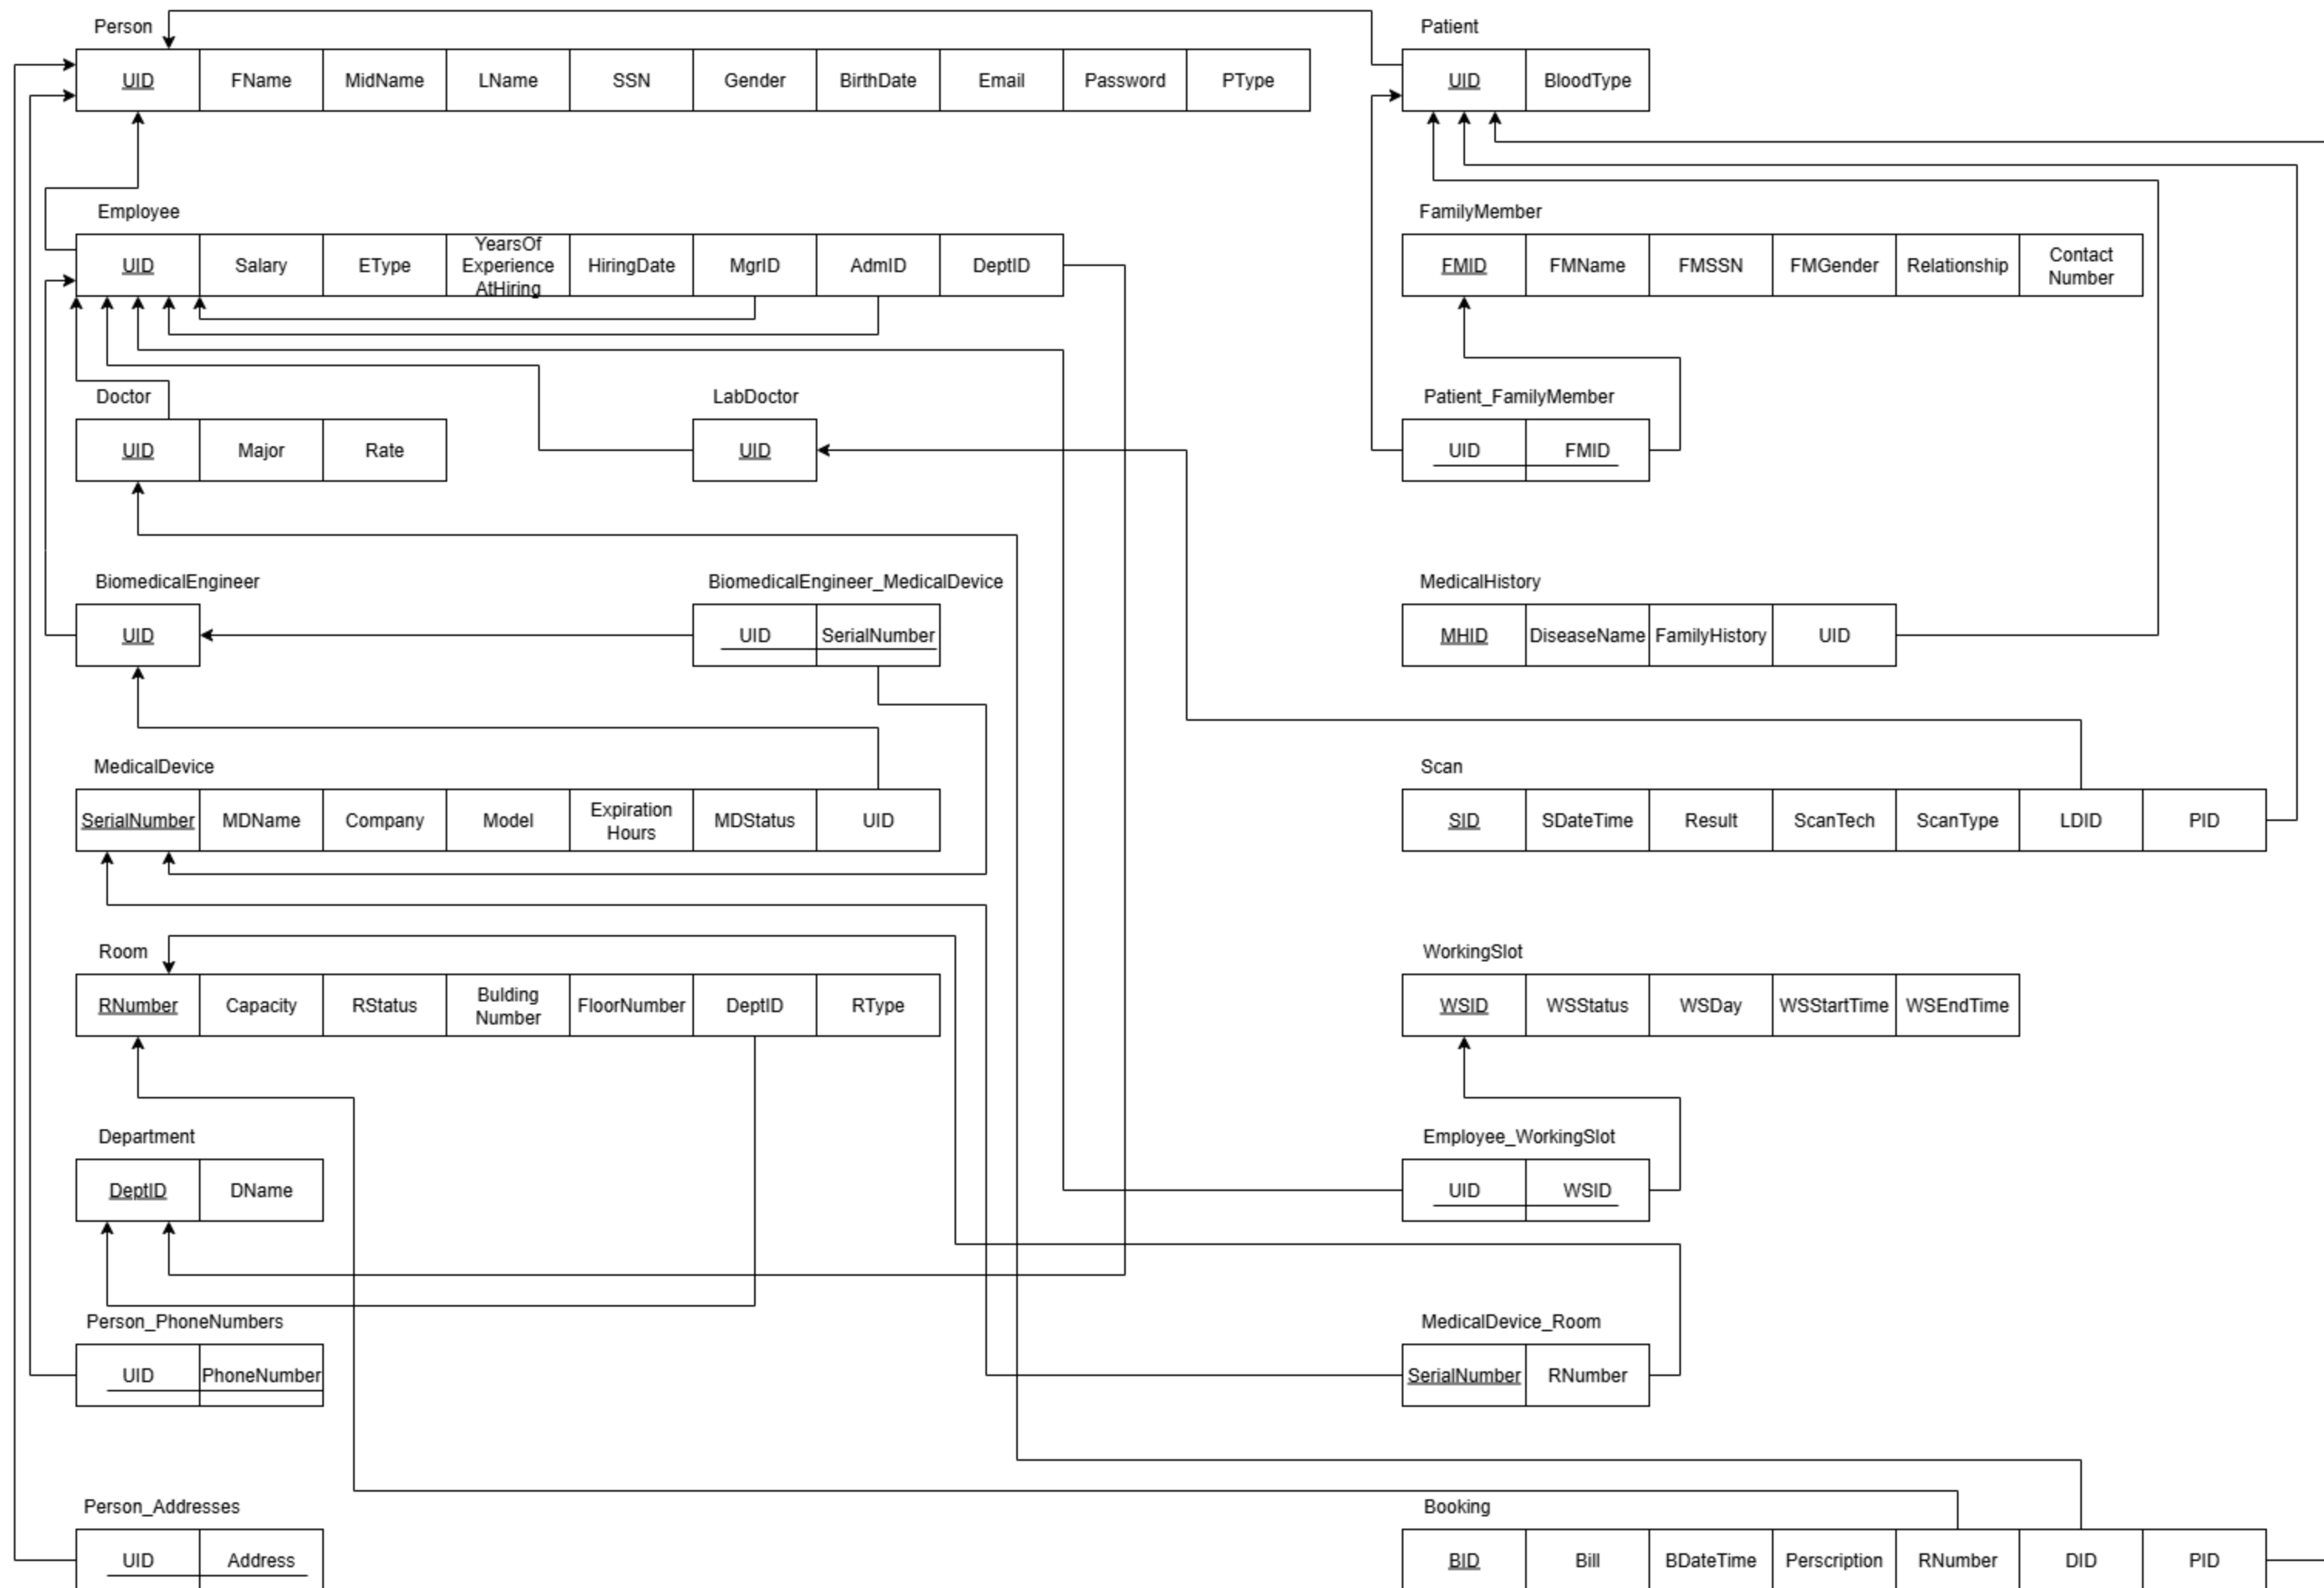 Person
UID FName MidName LName SSN Gender BirthDate Email Password PType
Patient
UID BloodType
Employee
UID Salary EType YearsOf Experience AtHiring HiringDate MgrID AdmID DeptID
FamilyMember
FMID FMName FMSSN FMGender Relationship Contact Number
Doctor
UID Major Rate
LabDoctor
UID
Patient_FamilyMember
UID FMID
BiomedicalEngineer
UID
BiomedicalEngineer_MedicalDevice
UID SerialNumber
MedicalHistory
MHID DiseaseName FamilyHistory UID
MedicalDevice
SerialNumber MDName Company Model Expiration Hours MDStatus UID
Scan
SID SDateTime Result ScanTech ScanType LDID PID
Room
RNumber Capacity RStatus Bulding Number FloorNumber DeptID RType
WorkingSlot
WSID WSStatus WSDay WSStartTime WSEndTime
Department
DeptID DName
Employee_WorkingSlot
UID WSID
Person_PhoneNumbers
UID PhoneNumber
MedicalDevice_Room
SerialNumber RNumber
Person_Addresses
UID Address
Booking
BID Bill BDateTime Perscription RNumber DID PID